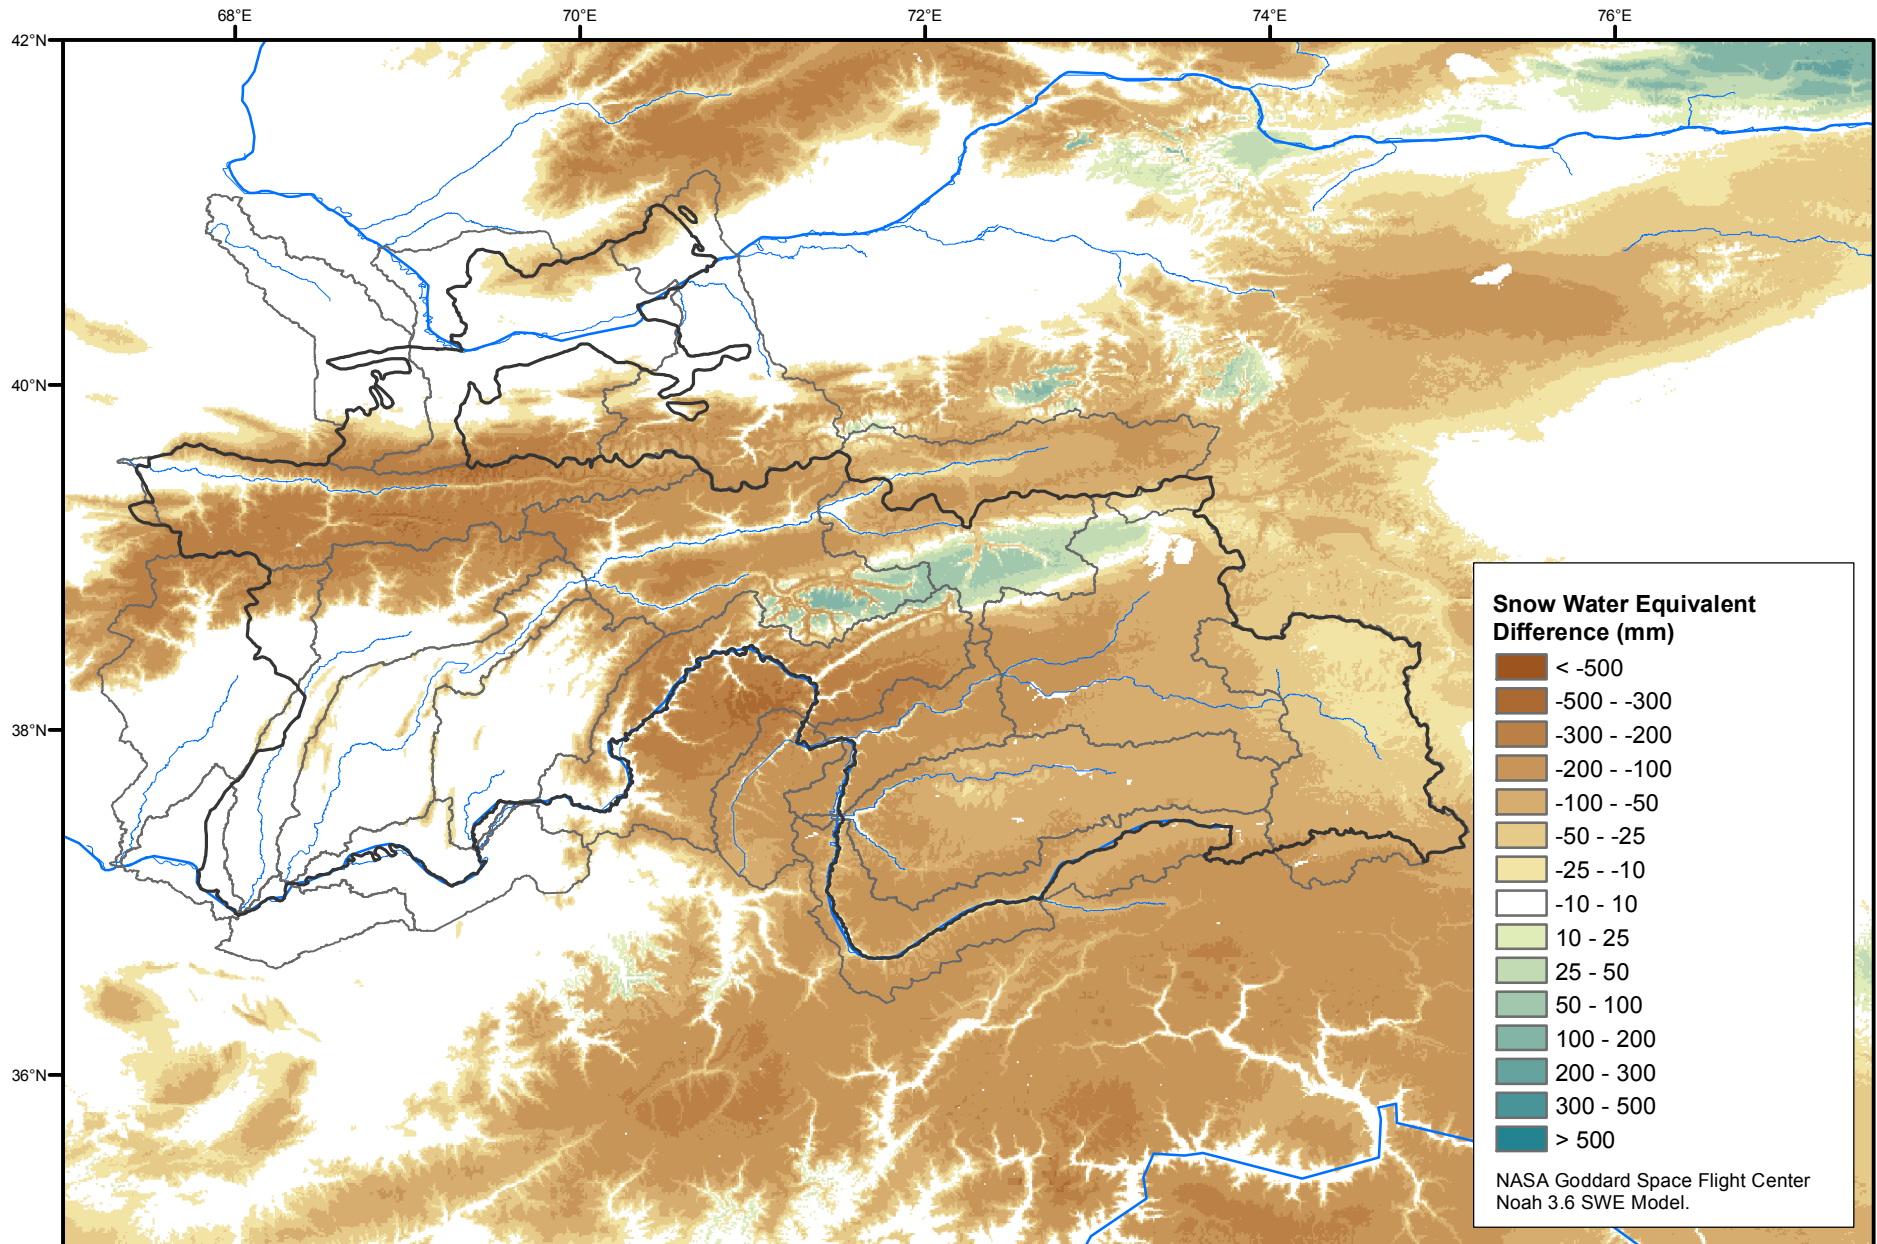 68°E
70°E
72°E
74°E
76°E
42°N
40°N
38°N
36°N
Snow Water Equivalent
Difference (mm)
< -500
-500 - -300
-300 - -200
-200 - -100
-100 - -50
-50 - -25
-25 - -10
-10 - 10
10 - 25
25 - 50
50 - 100
100 - 200
200 - 300
300 - 500
> 500
NASA Goddard Space Flight Center
Noah 3.6 SWE Model.